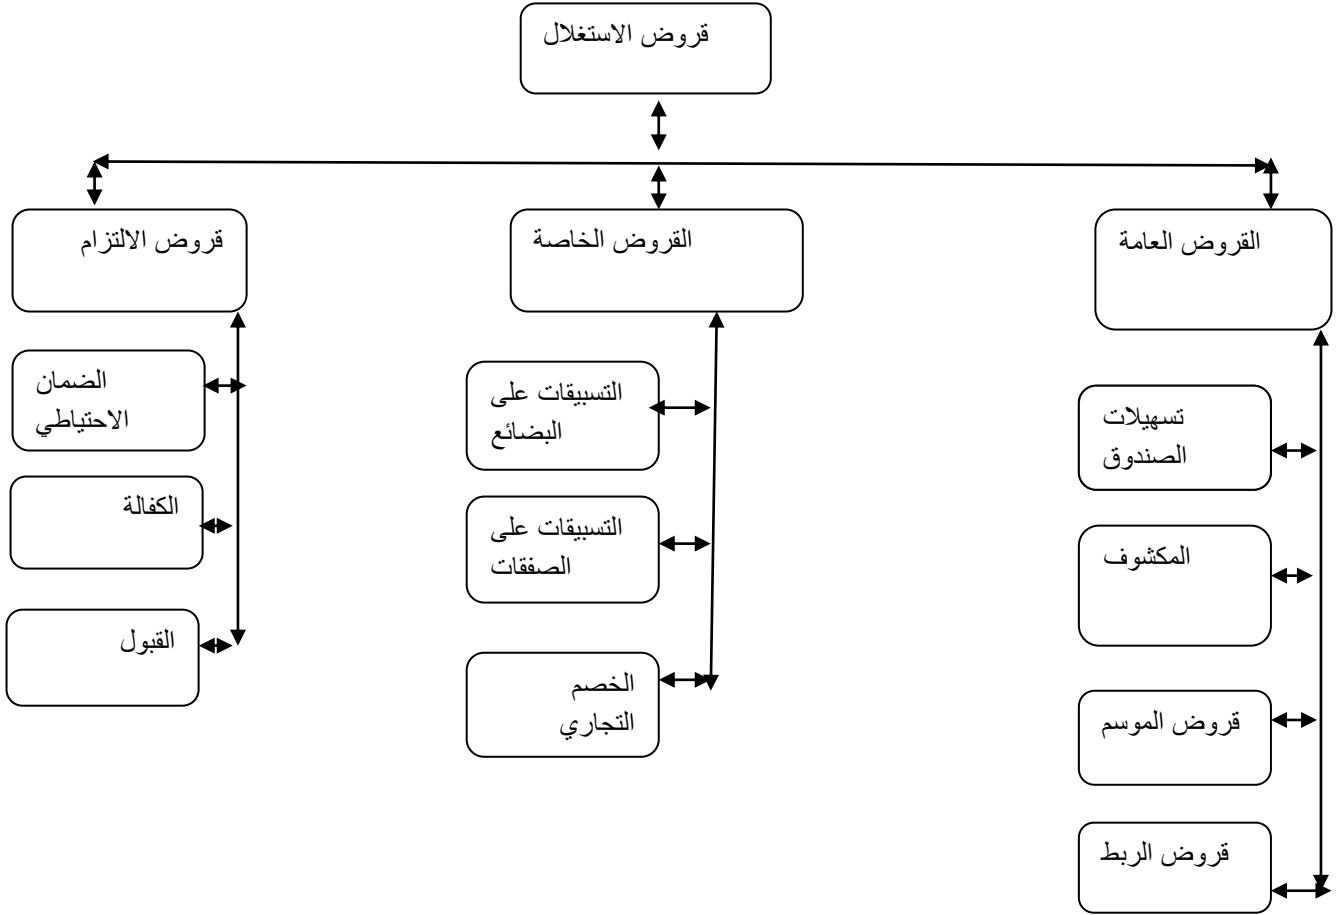 قروض الاستغلال
القروض العامة
القروض الخاصة
قروض الالتزام
تسهيلات
الصندوق
المكشوف
قروض الموسم
قروض الربط
التسبيقات على
البضائع
التسبيقات على
الصفقات
الخصم
التجاري
الضمان
الاحتياطي
الكفالة
القبول